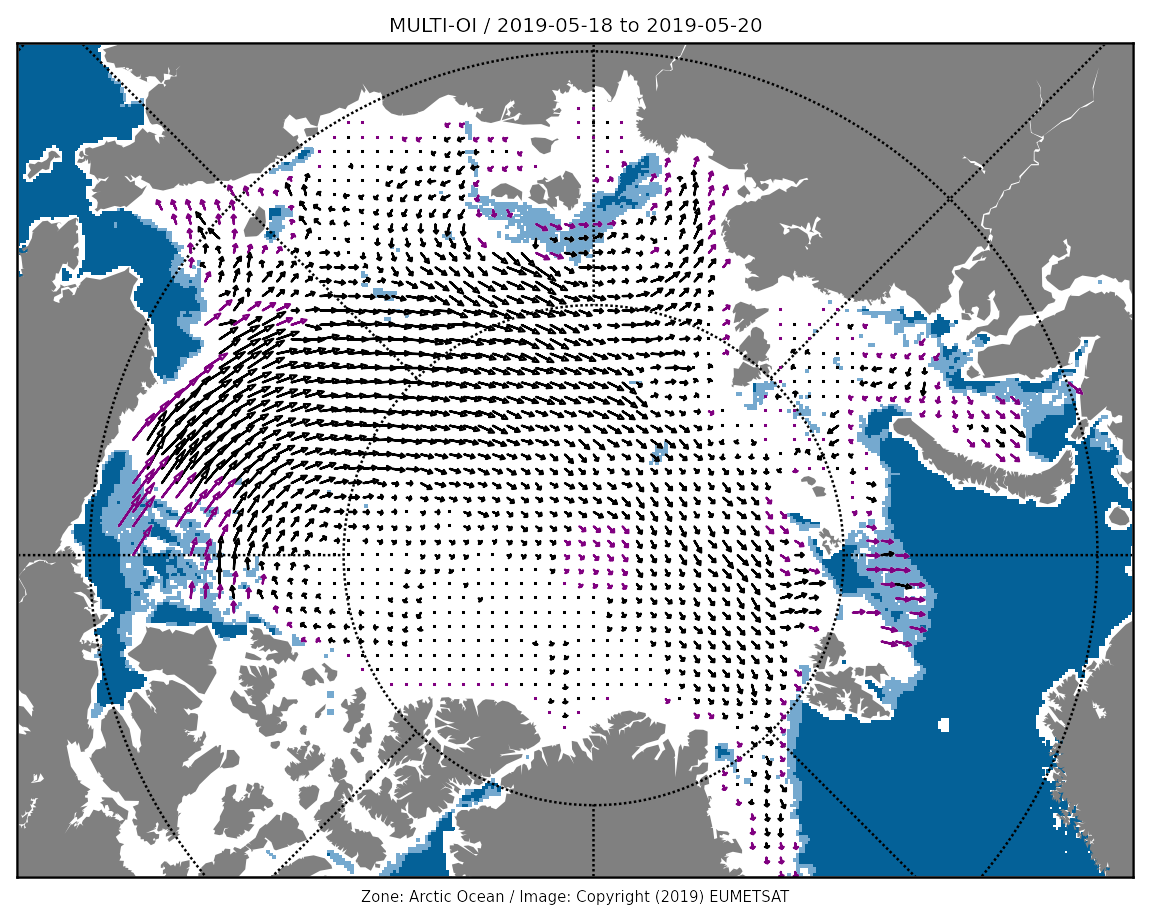 MULTI-OI / 2019-05-18 to 2019-05-20
Zone: Arctic Ocean / Image: Copyright (2019) EUMETSAT